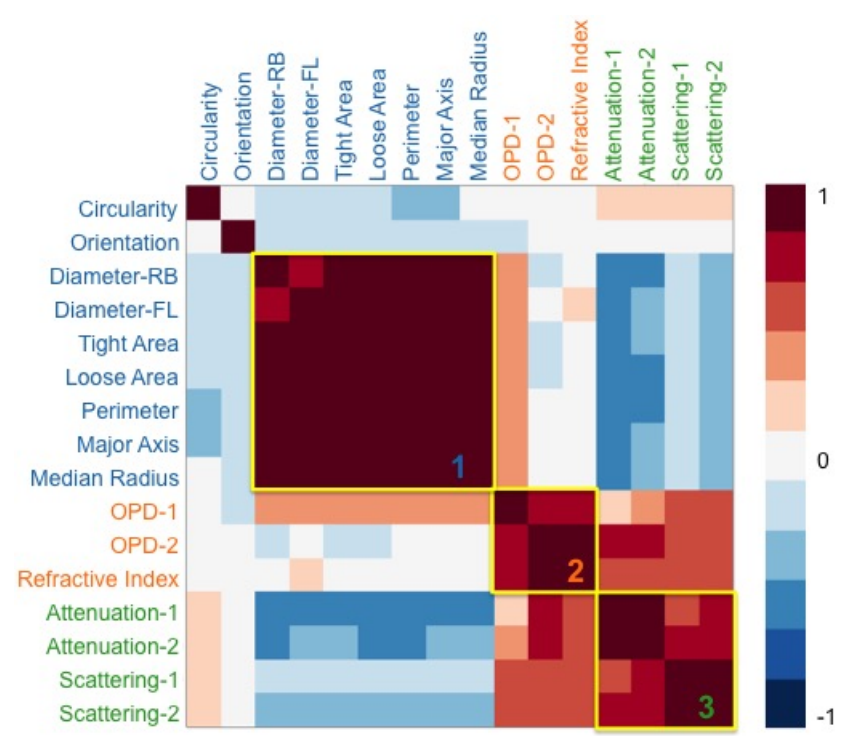 Circularity
Orientation
Diameter-RB
Diameter-FL
Tight Area
Loose Area
Perimeter
Major Axis
Median Radius
OPD-1
OPD-2
Refractive Index
Attenuation-1
Attenuation-2
Scattering-1
Scattering-2
Circularity
Orientation
Diameter-RB
Diameter-FL
Tight Area
Loose Area
Perimeter
Major Axis
Median Radius
OPD-1
OPD-2
Refractive Index
Attenuation-1
Attenuation-2
Scattering-1
Scattering-2
1
2
3
1
0
-1